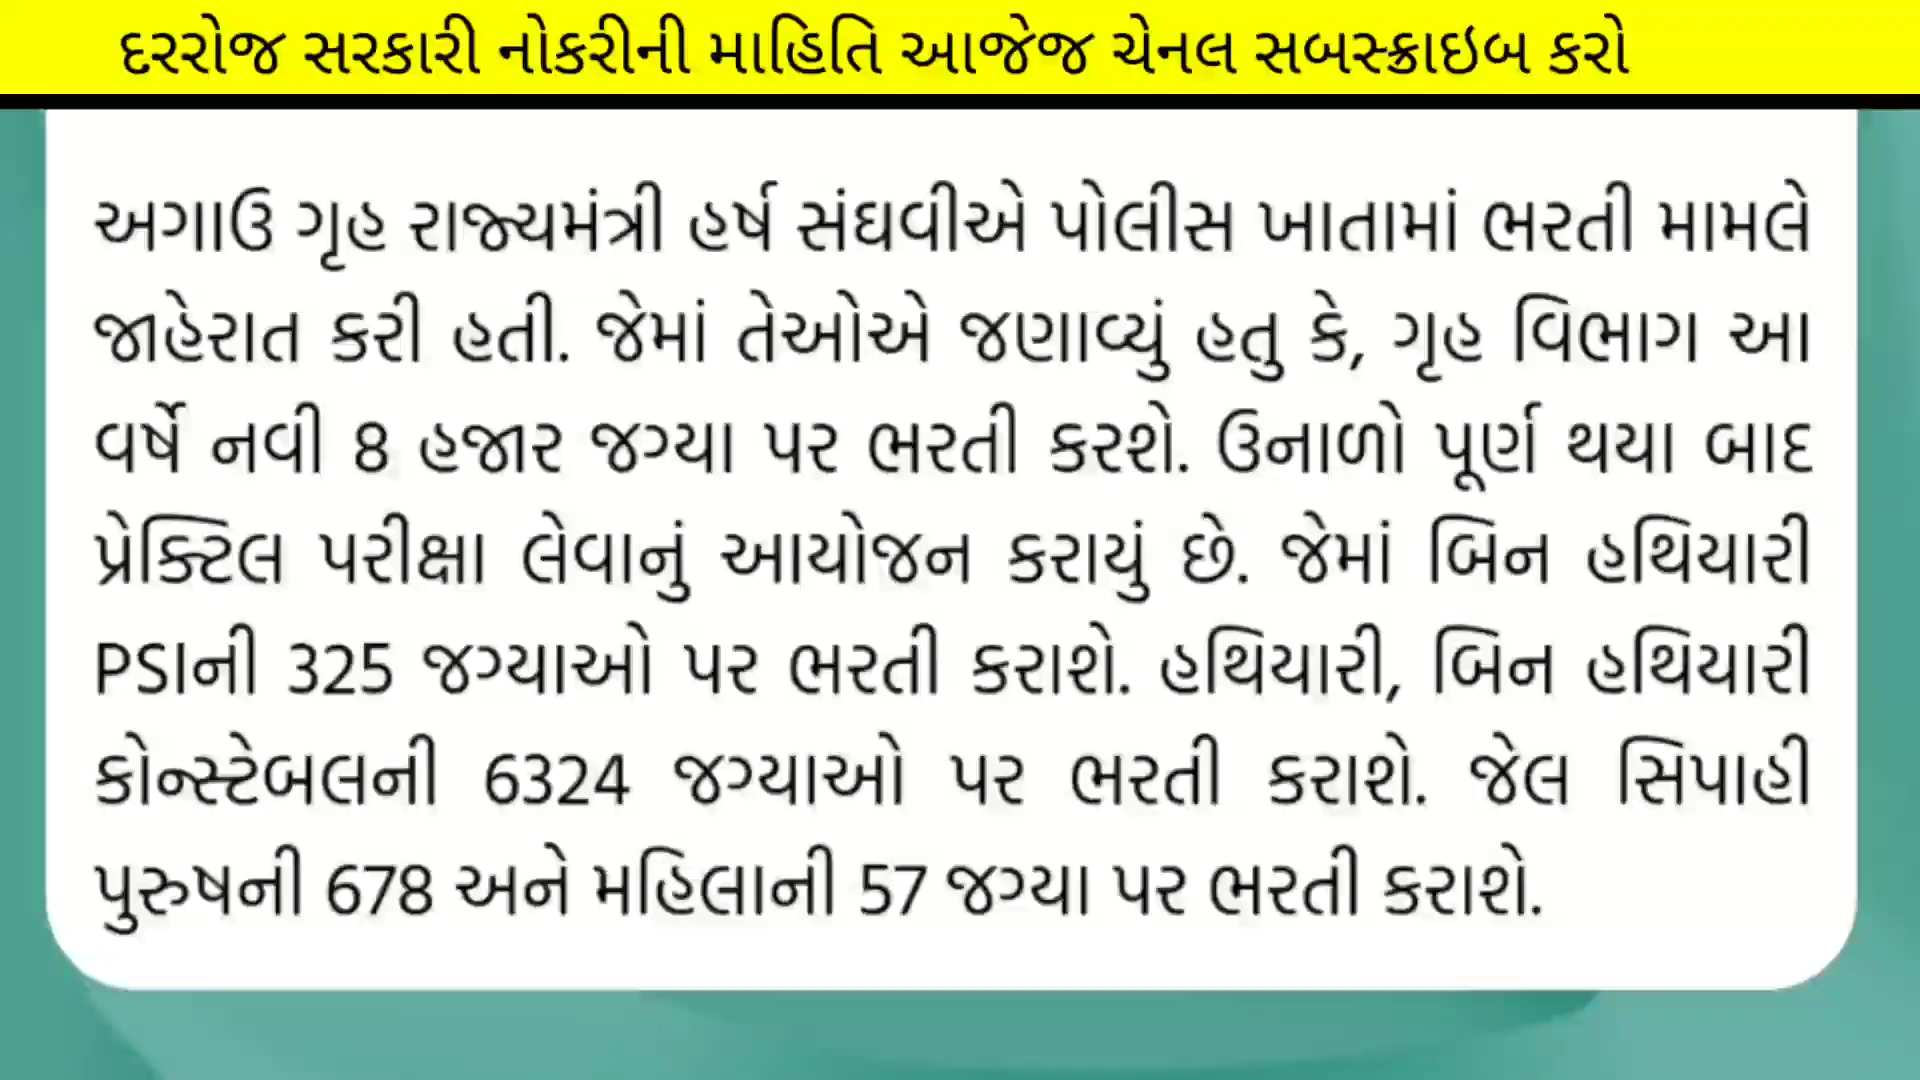 દરરોજ સરકારી નોકરીની માહિતિ આજેજ ચેનલ સબસ્ક્રાઇબ કરો
અગાઉ ગૃહ રાજ્યમંત્રી હર્ષ સંઘવીએ પોલીસ ખાતામાં ભરતી મામલે
જાહેરાત કરી હતી. જેમાં તેઓએ જણાવ્યું હતુ કે, ગૃહ વિભાગ આ
વર્ષે નવી 8 હજાર જગ્યા પર ભરતી કરશે. ઉનાળો પૂર્ણ થયા બાદ
પ્રેક્ટિલ પરીક્ષા લેવાનું આયોજન કરાયું છે. જેમાં બિન હથિયારી
PSIની 325 જગ્યાઓ પર ભરતી કરાશે. હથિયારી, બિન હથિયારી
કોન્સ્ટેબલની 6324 જગ્યાઓ પર ભરતી કરાશે. જેલ સિપાહી
પુરુષની 678 અને મહિલાની 57 જગ્યા પર ભરતી કરાશે.